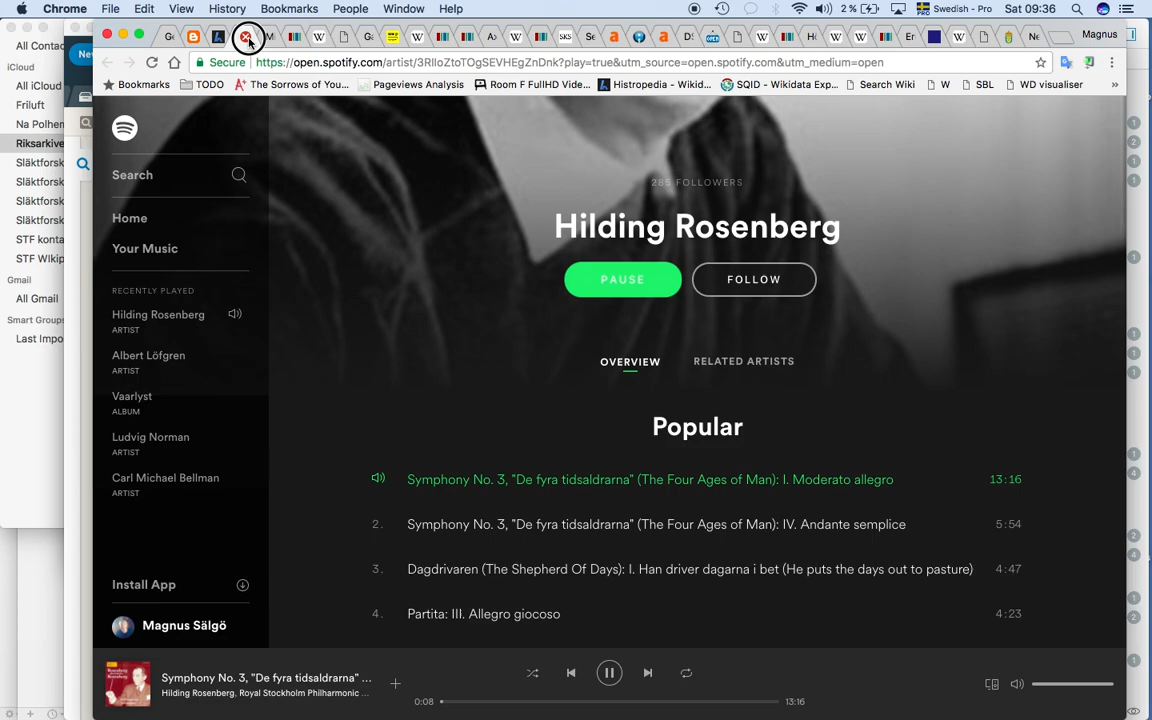 Chrome File Edit View History Bookmarks People Window Help 2% Swedish - Pro Sat 09:36
Magnus
Secure https://open.spotify.com/artist/3RIIoZtoTOgSEVHEgZnDnk?play=true&utm_source=open.spotify.com&utm_medium=open
Bookmarks TODO The Sorrows of You... Pageviews Analysis Room F FullHD Vide... Histropedia - Wikid... SQID - Wikidata Exp... Search Wiki W SBL WD visualiser »
All Contac
iCloud
All iCloud
Friluft
Na Polhem
Riksarkive
Släktforsk
Släktforsk
Släktforsk
Släktforsk
STF konta
STF WIkip
Gmail
All Gmail
Smart Groups
Last Impo
Search
Home
Your Music
RECENTLY PLAYED
Hilding Rosenberg
ARTIST
Albert Löfgren
ARTIST
Vaarlyst
ALBUM
Ludvig Norman
ARTIST
Carl Michael Bellman
ARTIST
Install App
Magnus Sälgö
285 FOLLOWERS
Hilding Rosenberg
PAUSE FOLLOW
OVERVIEW RELATED ARTISTS
Popular
Symphony No. 3, "De fyra tidsaldrarna" (The Four Ages of Man): I. Moderato allegro 13:16
2. Symphony No. 3, "De fyra tidsaldrarna" (The Four Ages of Man): IV. Andante semplice 5:54
3. Dagdrivaren (The Shepherd Of Days): I. Han driver dagarna i bet (He puts the days out to pasture) 4:47
4. Partita: III. Allegro giocoso 4:23
Symphony No. 3, "De fyra tidsaldrarna" ...
Hilding Rosenberg, Royal Stockholm Philharmonic ...
0:08 13:16